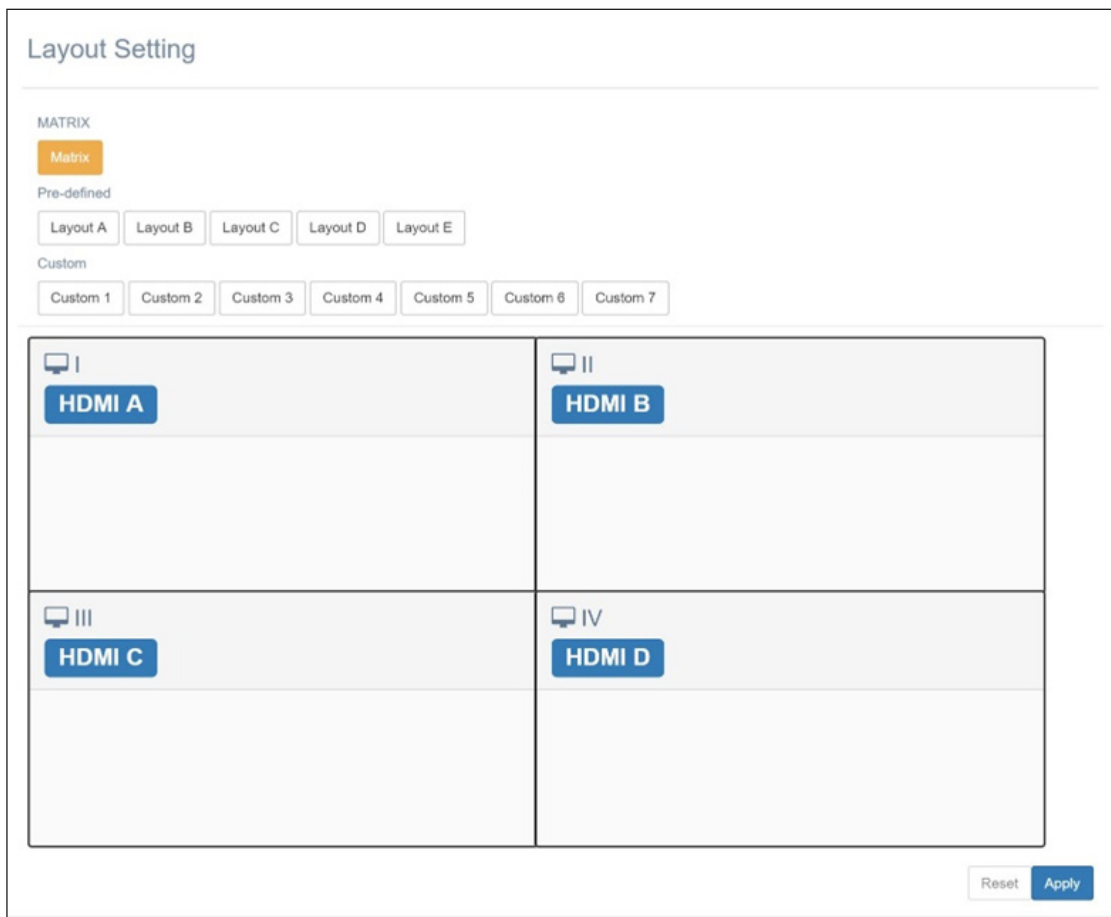 Layout Setting
MATRIX
Matrix
Pre-defined
Layout A Layout B Layout C Layout D Layout E
Custom
Custom 1 Custom 2 Custom 3 Custom 4 Custom 5 Custom 6 Custom 7
I II
HDMI A HDMI B
III IV
HDMI C HDMI D
Reset Apply